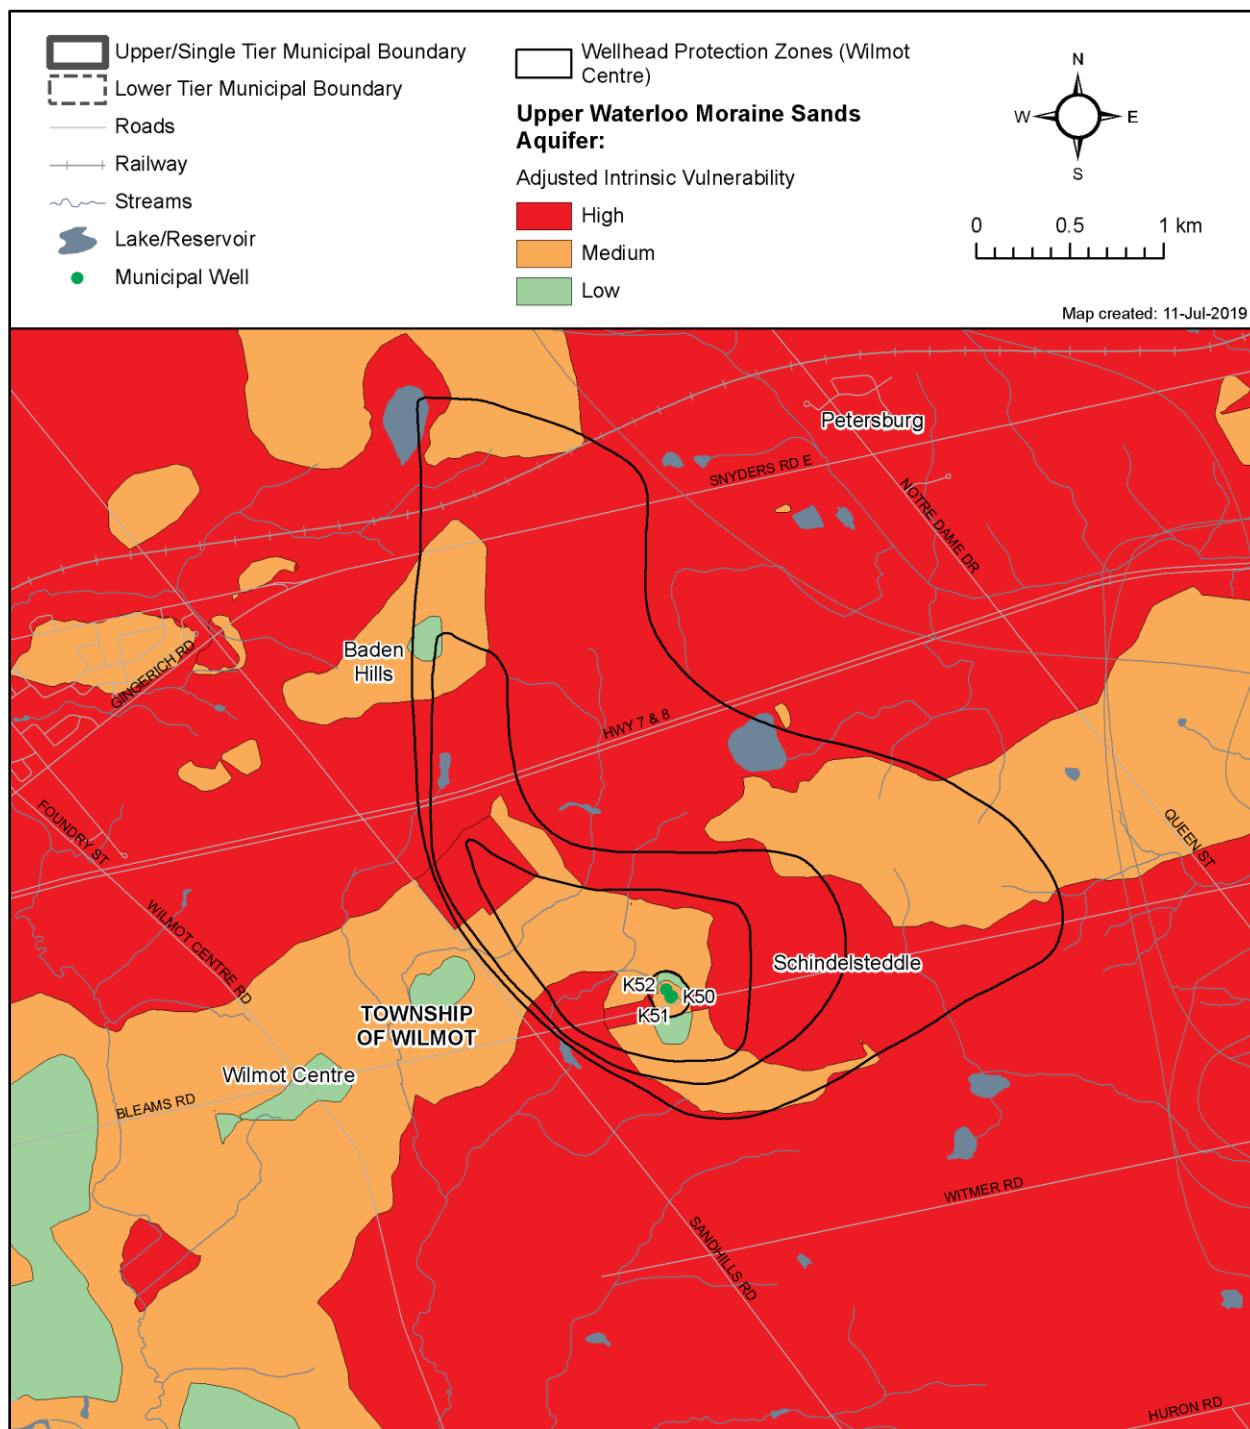 Upper/Single Tier Municipal Boundary
Lower Tier Municipal Boundary
Roads
Railway
Streams
Lake/Reservoir
Municipal Well
Wellhead Protection Zones (Wilmot
Centre)
Upper Waterloo Moraine Sands
Aquifer:
Adjusted Intrinsic Vulnerability
High
Medium
Low
N
W
E
S
0
0.5
1 km
Map created: 11-Jul-2019
Petersburg
SNYDERS RD E
NOTRE DAME DR
Baden
Hills
GINGERICH RD
HWY 7 & 8
FOUNDRY ST
QUEEN ST
WILMOT CENTRE RD
Schindelsteddle
K52
K50
K51
TOWNSHIP
OF WILMOT
Wilmot Centre
BLEAMS RD
WITMER RD
SANDHILLS RD
HURON RD